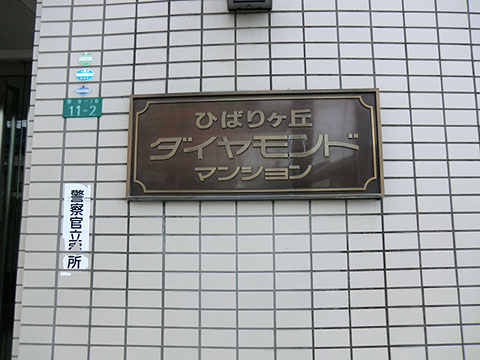 ひばりヶ丘
ダイヤモンド
マンション
11-2
警察官立寄所